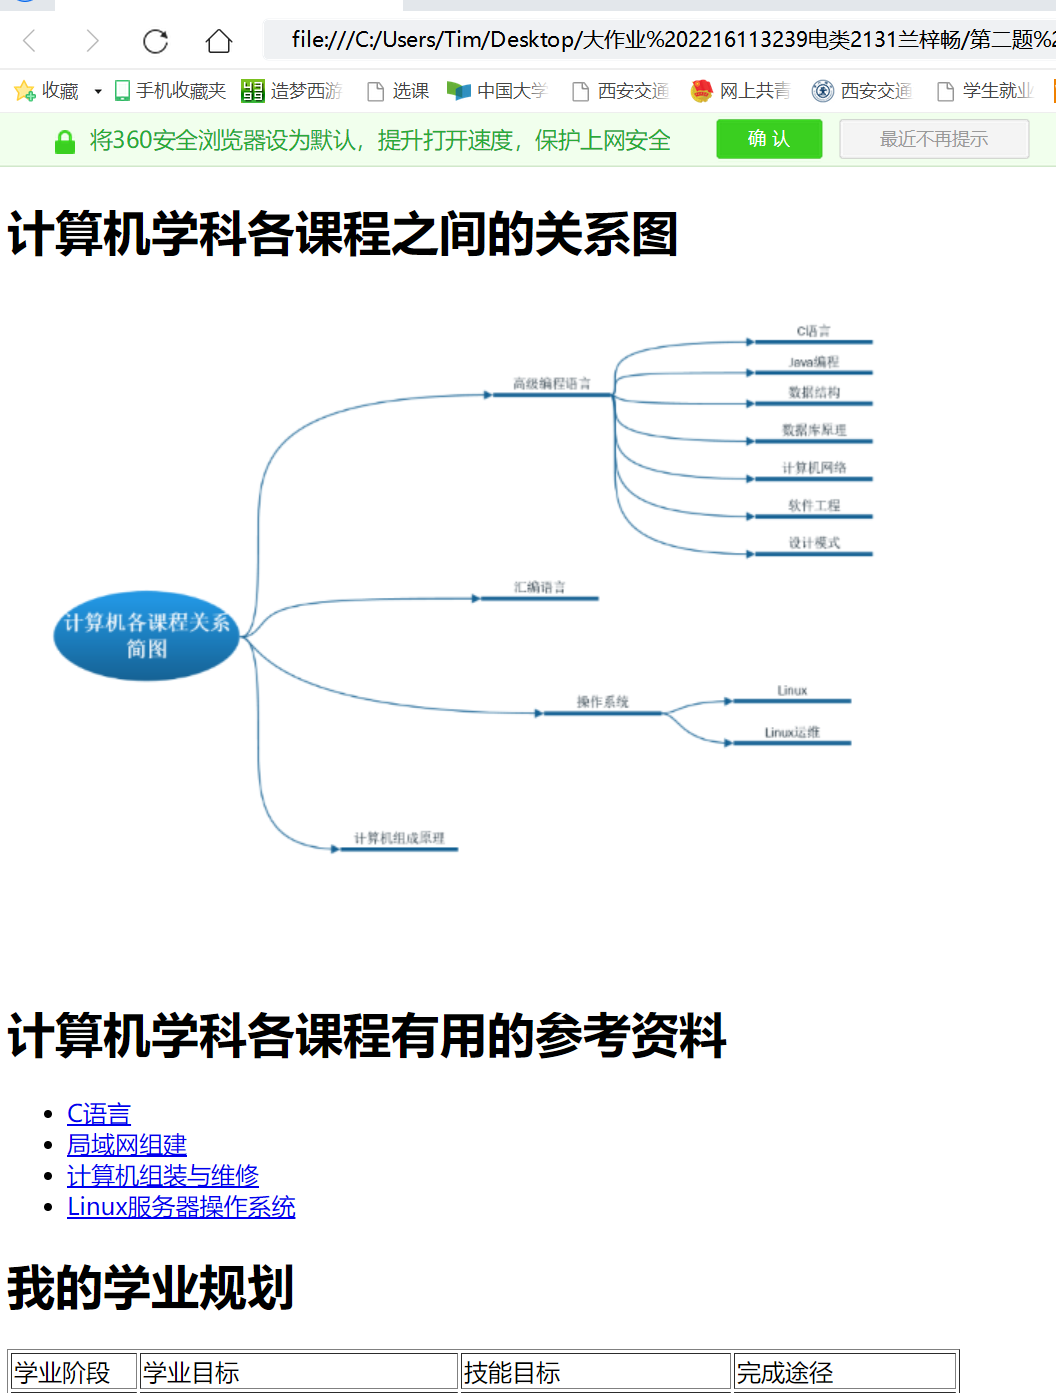 file:///C:/Users/Tim/Desktop/大作业%202216113239电类2131兰梓畅/第二题%2
收藏 手机收藏夹 造梦西游 选课 中国大学 西安交通 网上共青 西安交通 学生就业
将360安全浏览器设为默认，提升打开速度，保护上网安全 确 认 最近不再提示
计算机学科各课程之间的关系图
C语言
Java编程
高级编程语言
数据结构
数据库原理
计算机网络
软件工程
设计模式
汇编语言
计算机各课程关系
简图
操作系统
Linux
Linux运维
计算机组成原理
计算机学科各课程有用的参考资料
C语言
局域网组建
计算机组装与维修
Linux服务器操作系统
我的学业规划
学业阶段 学业目标 技能目标 完成途径